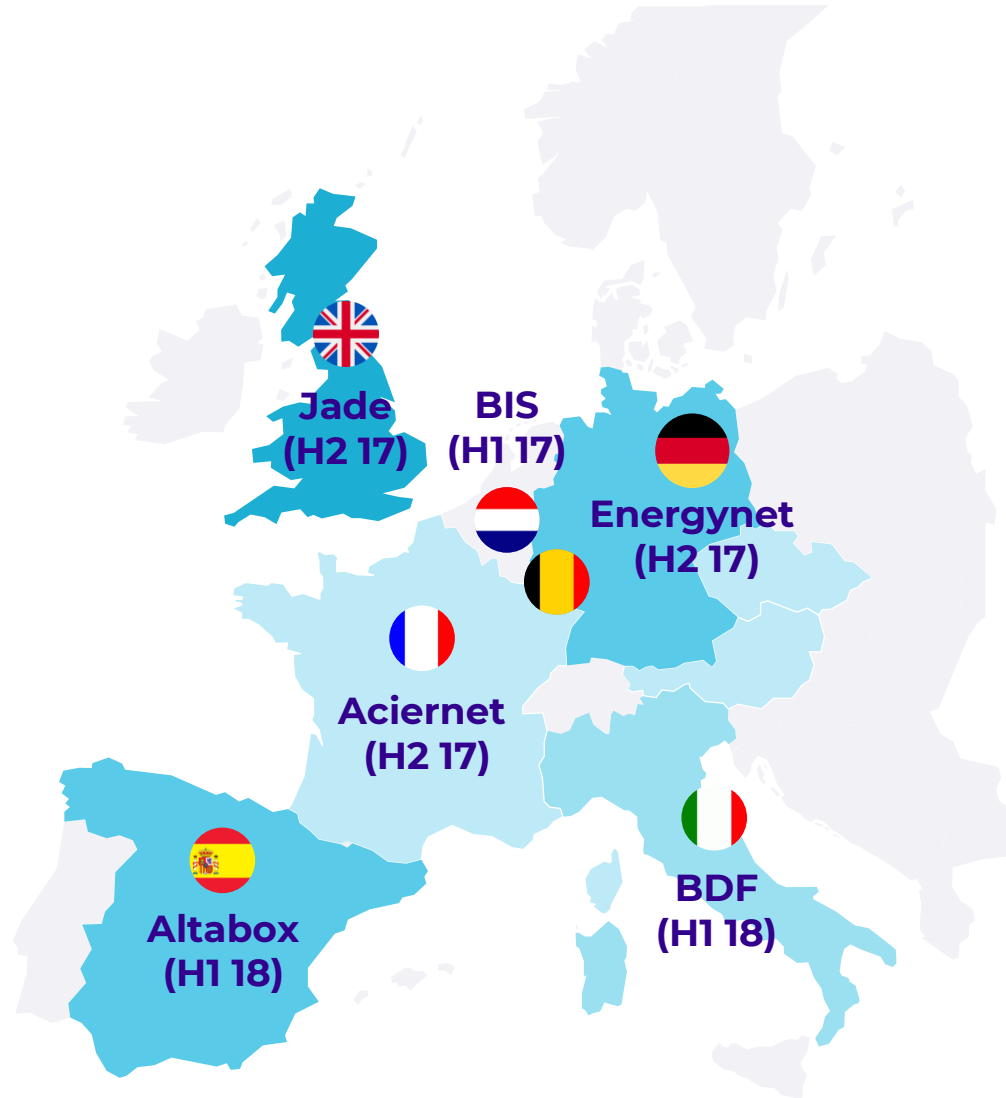 Jade
(H2 17)
BIS
(H1 17)
Energynet
(H2 17)
Aciernet
(H2 17)
BDF
(H1 18)
Altabox
(H1 18)